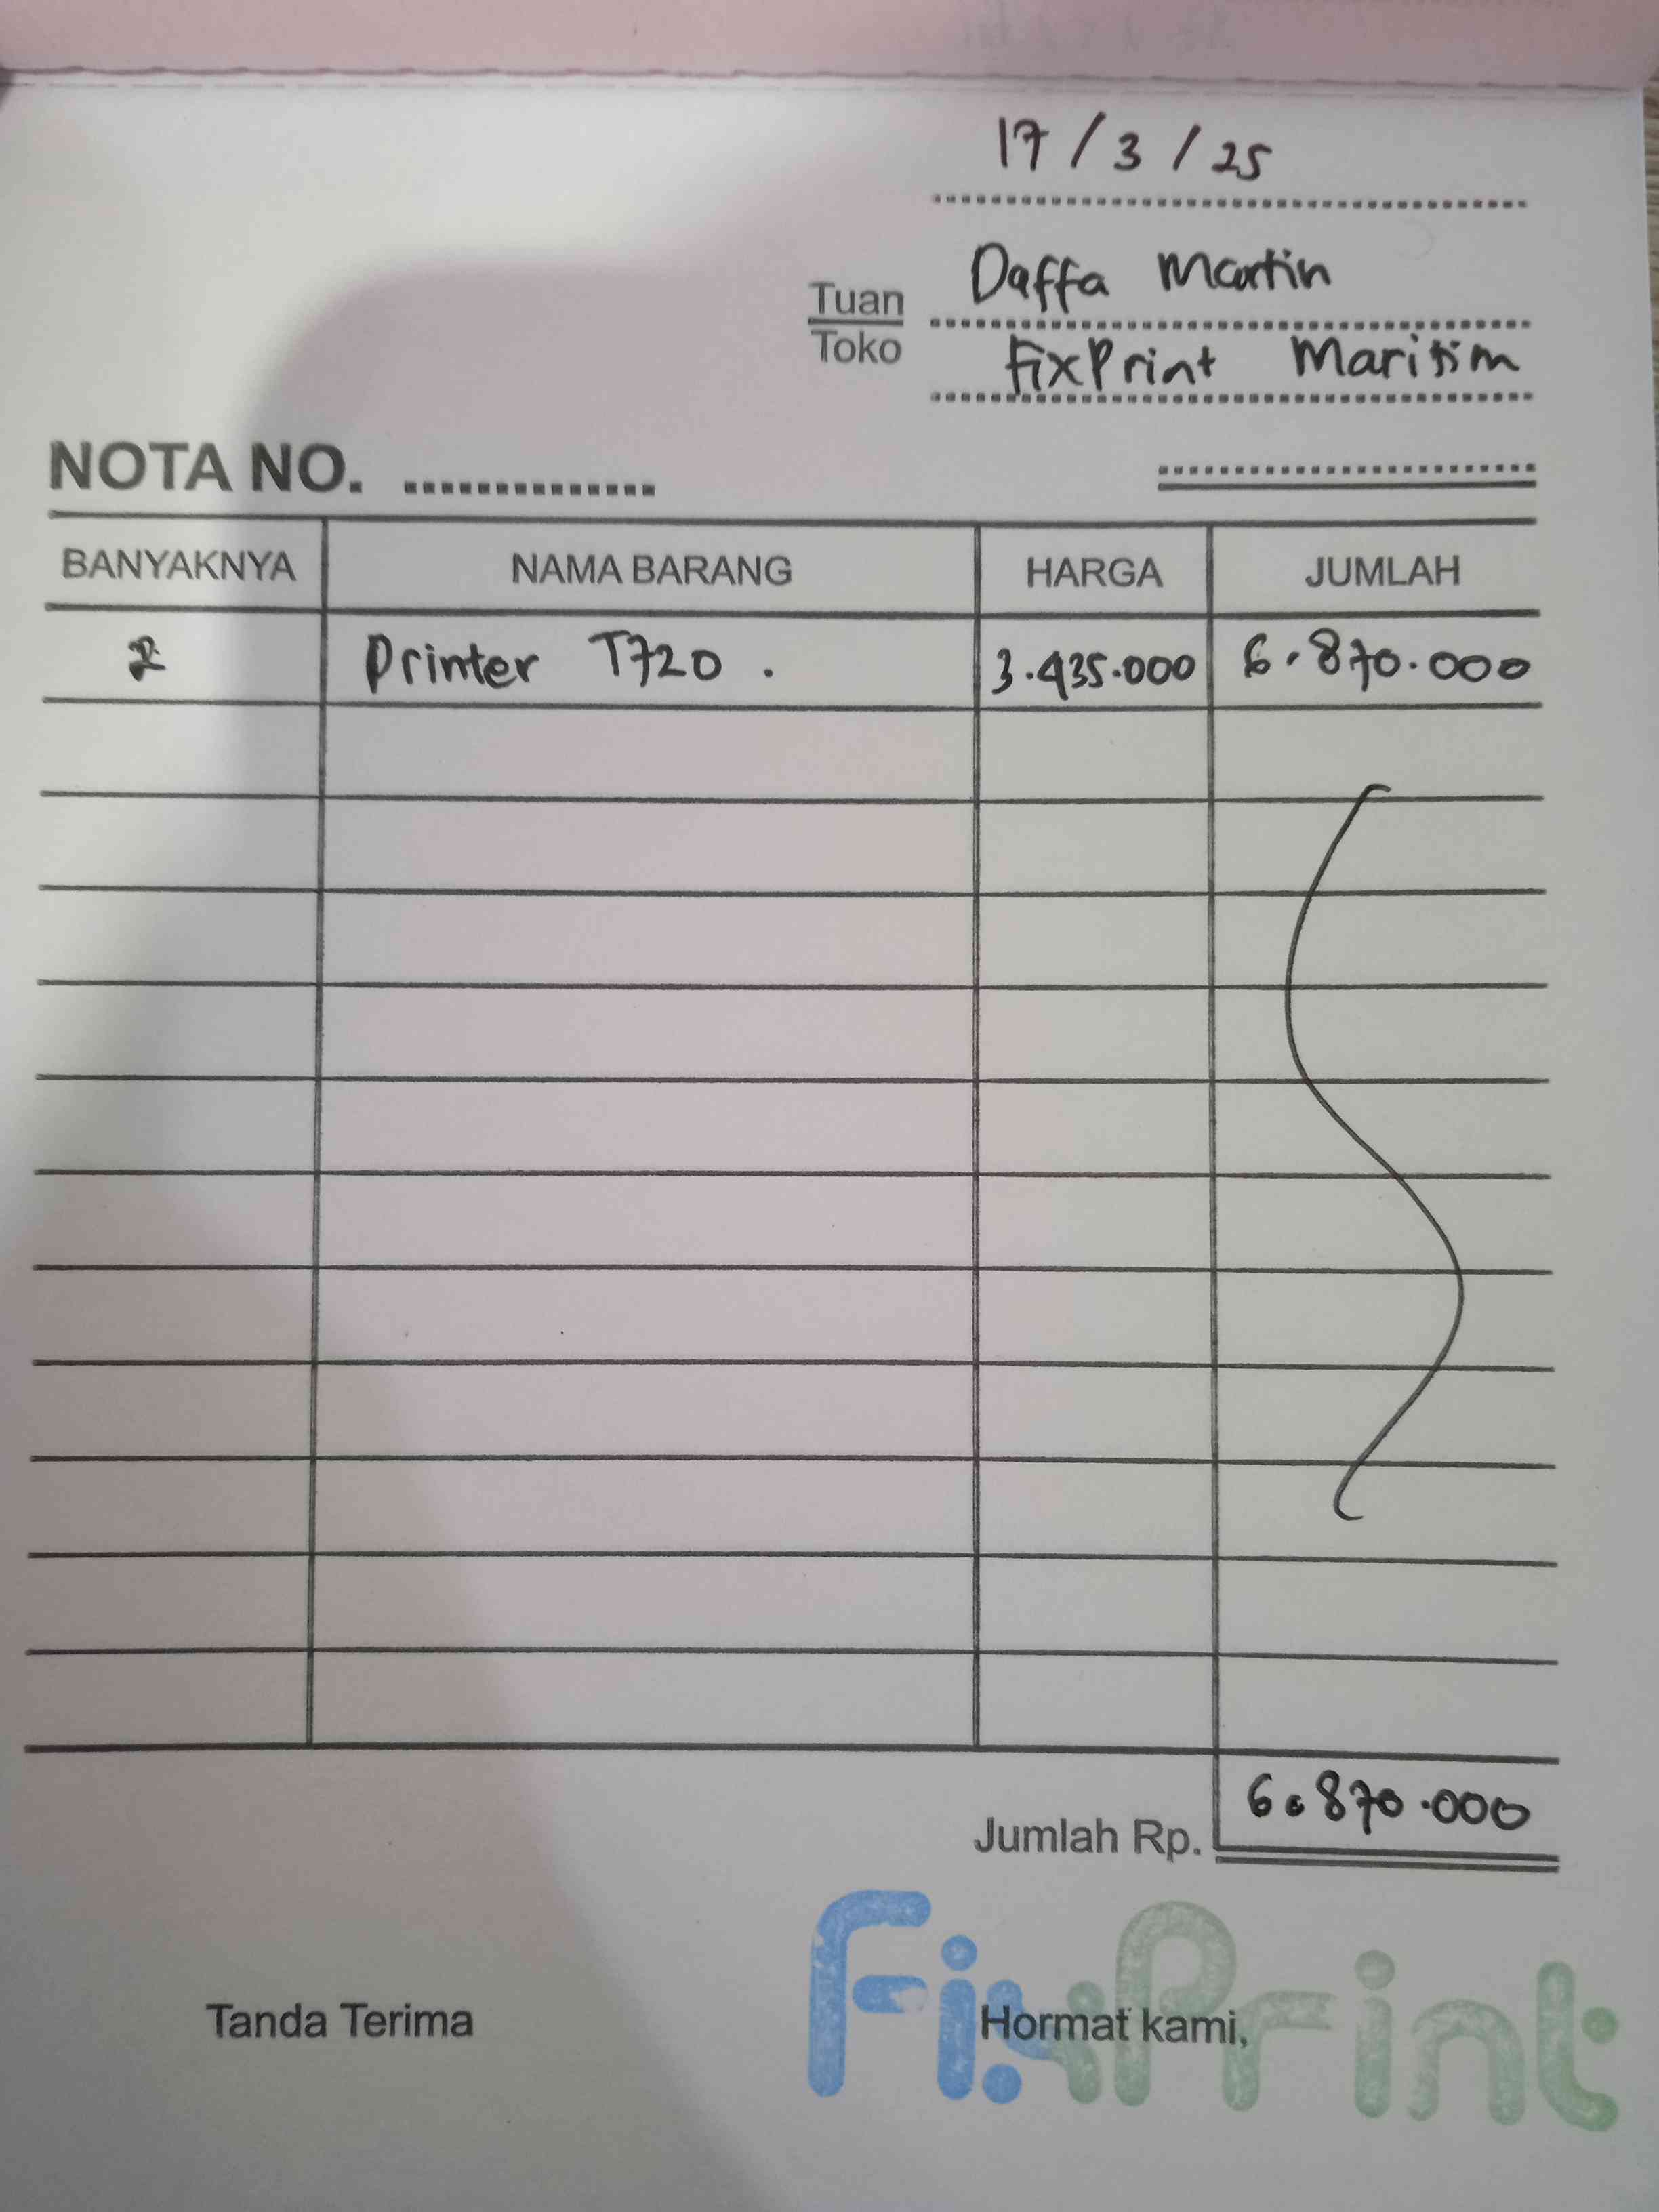 17 / 3 / 25
Tuan Daffa Martin
Toko FixPrint Maritim
NOTA NO. ...............
BANYAKNYA NAMA BARANG HARGA JUMLAH
2 Printer T720 . 3.435.000 6.870.000
Jumlah Rp. 6.870.000
Tanda Terima Hormat kami,
FixPrint